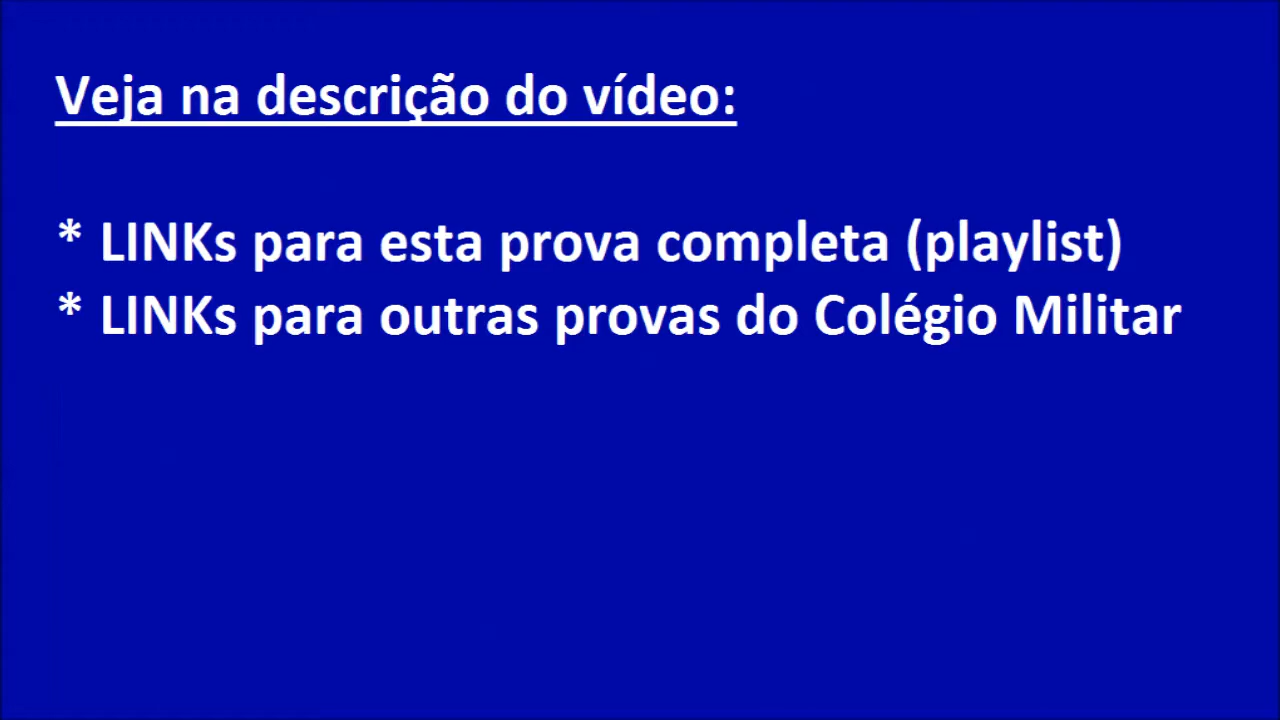 Veja na descrição do vídeo:
* LINKs para esta prova completa (playlist)
* LINKs para outras provas do Colégio Militar